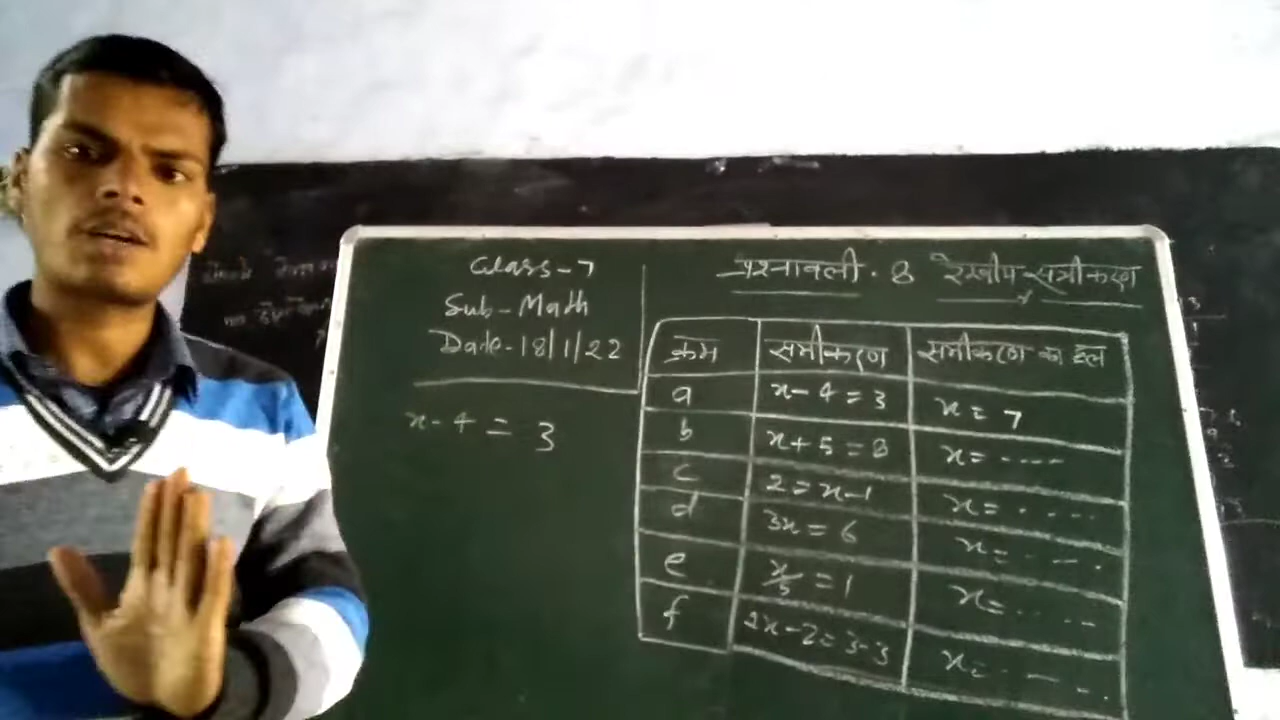 Class-7
Sub-Math
Date-18/1/22
x-4 = 3
प्रश्नावली. 8 रेखीय समीकरण
क्रम समीकरण समीकरण का हल
a x-4=3 x= 7
b x+5=8 x= ----
c 2=x-1 x= ....
d 3x=6 x= ---.
e x/5=1 x= ....
f 2x-2=3-3 x= ....